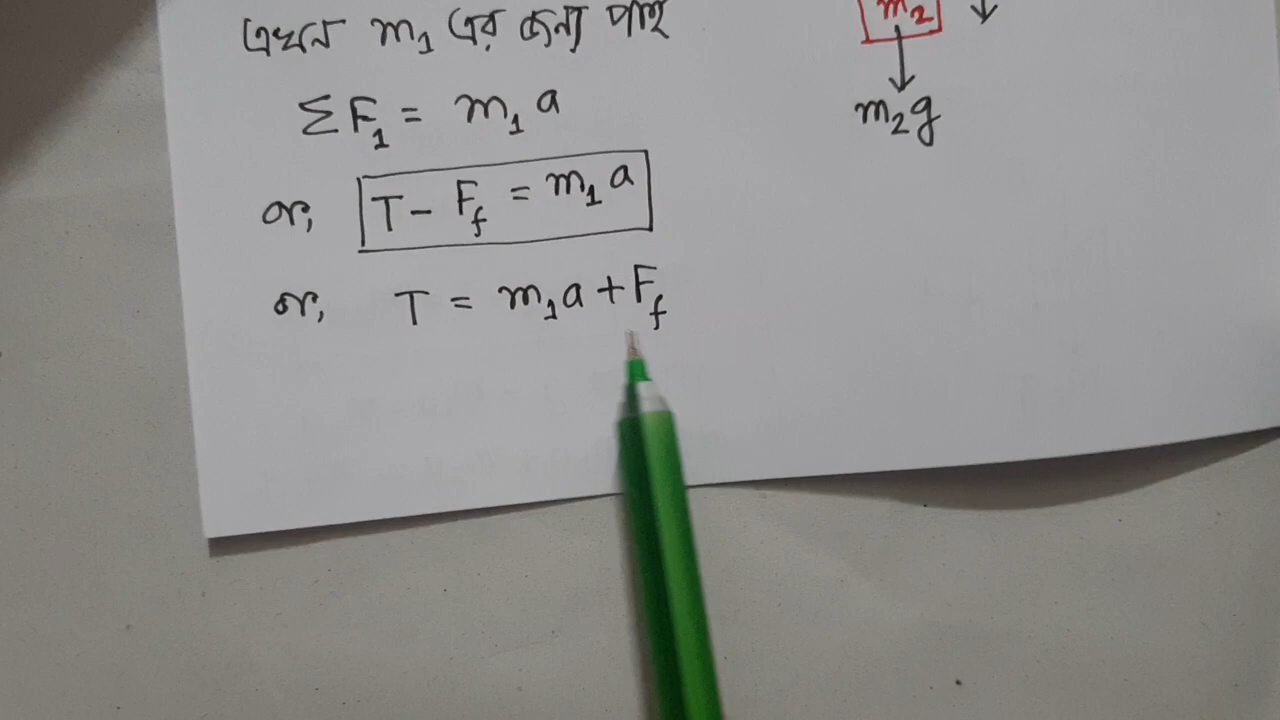 এখন m₁ এর জন্য পাই
ΣF₁ = m₁a
or, T - F_f = m₁a
or, T = m₁a + F_f
m₂
m₂g